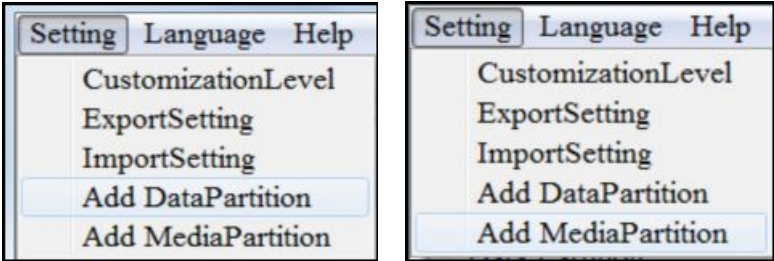 Setting Language Help
CustomizationLevel
ExportSetting
ImportSetting
Add DataPartition
Add MediaPartition
Setting Language Help
CustomizationLevel
ExportSetting
ImportSetting
Add DataPartition
Add MediaPartition